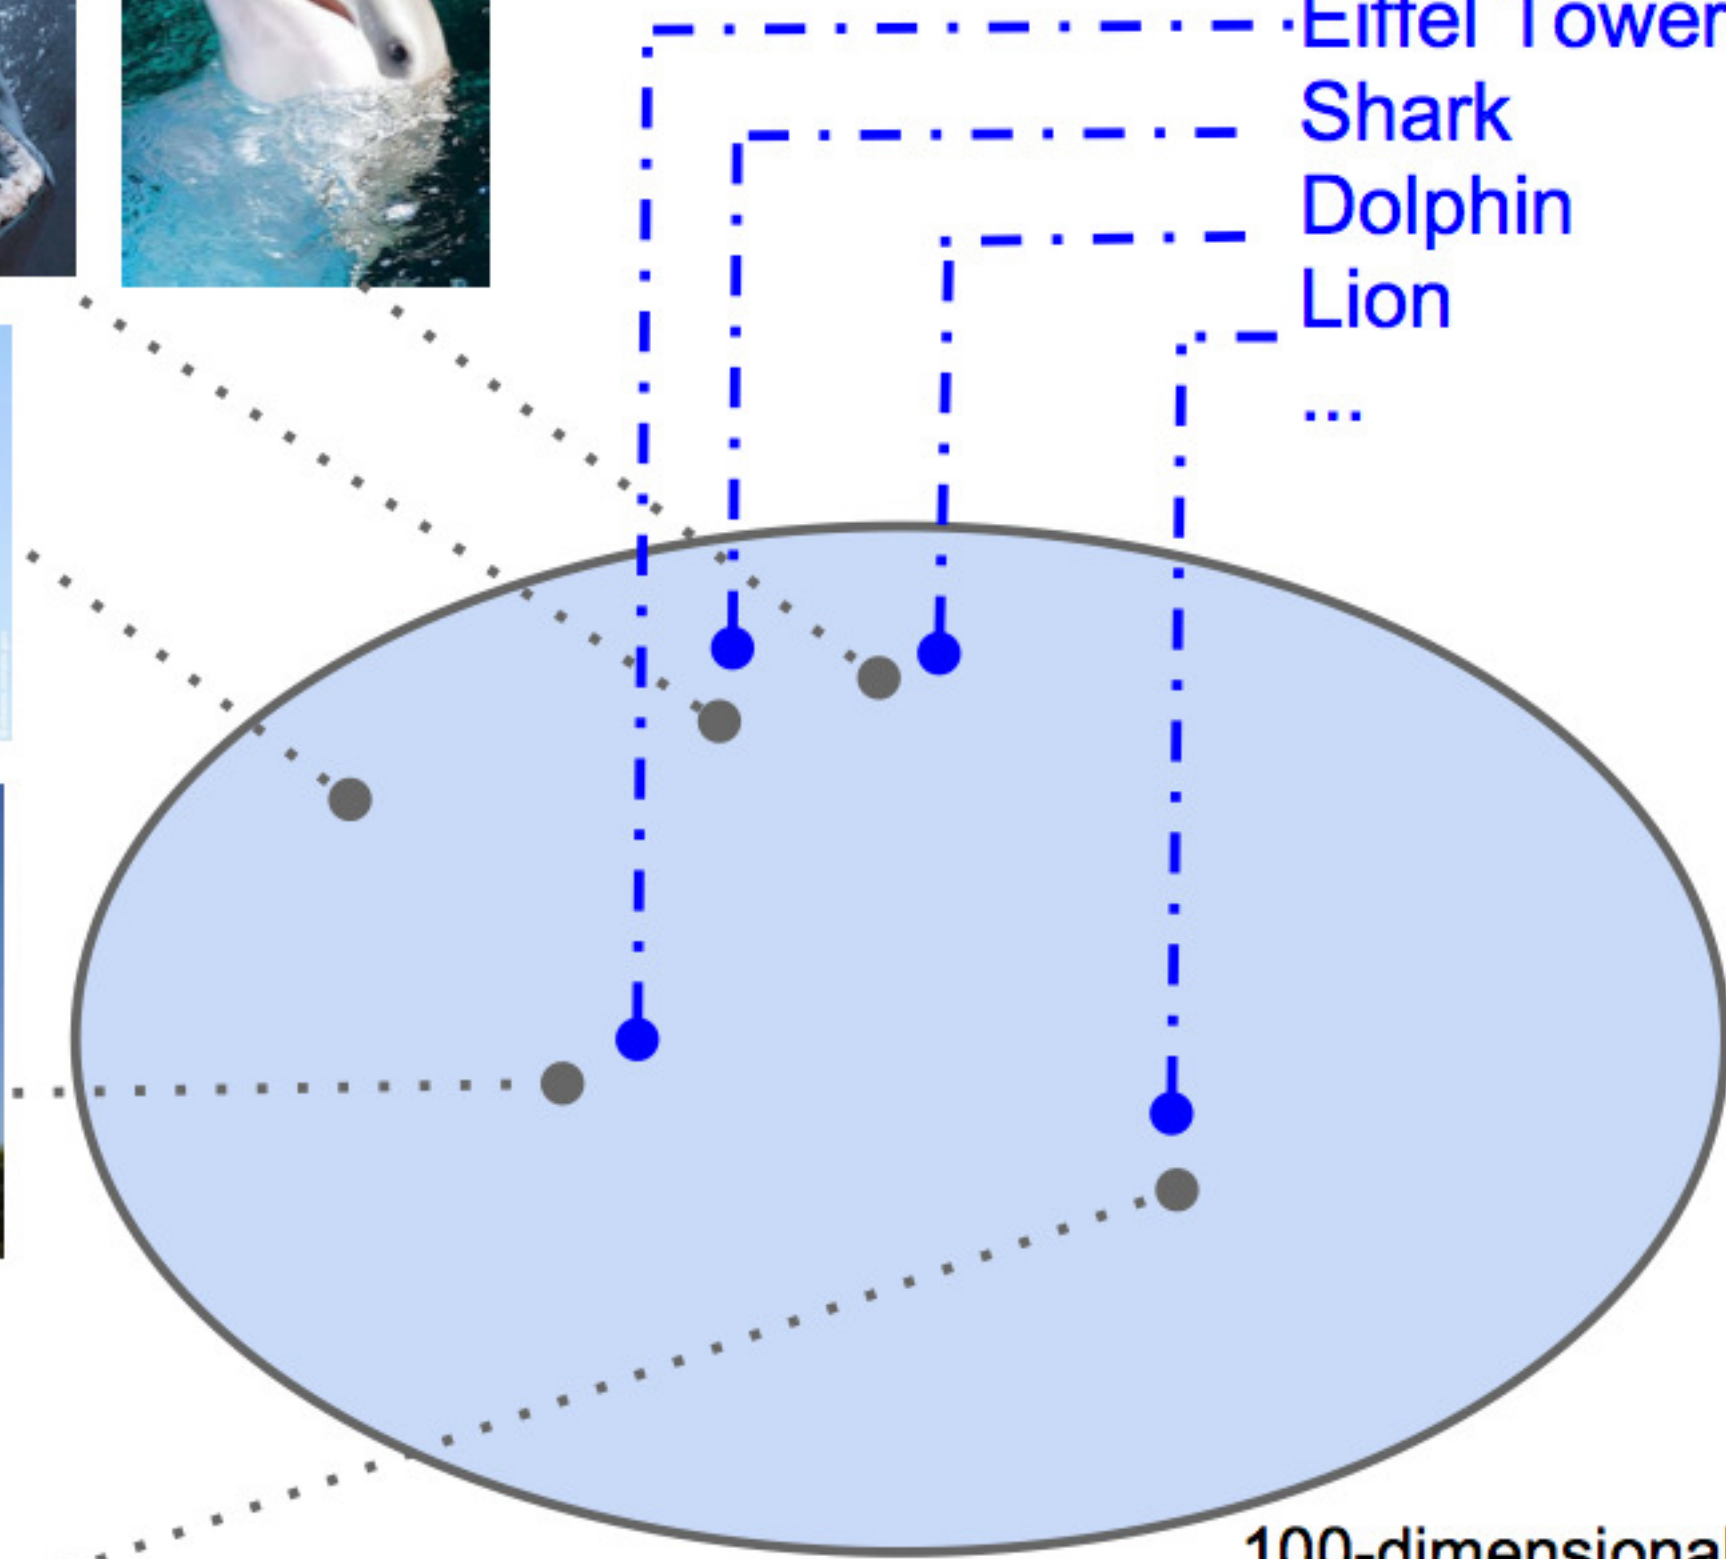 Eiffel Tower
Shark
Dolphin
Lion
...
100-dimensional